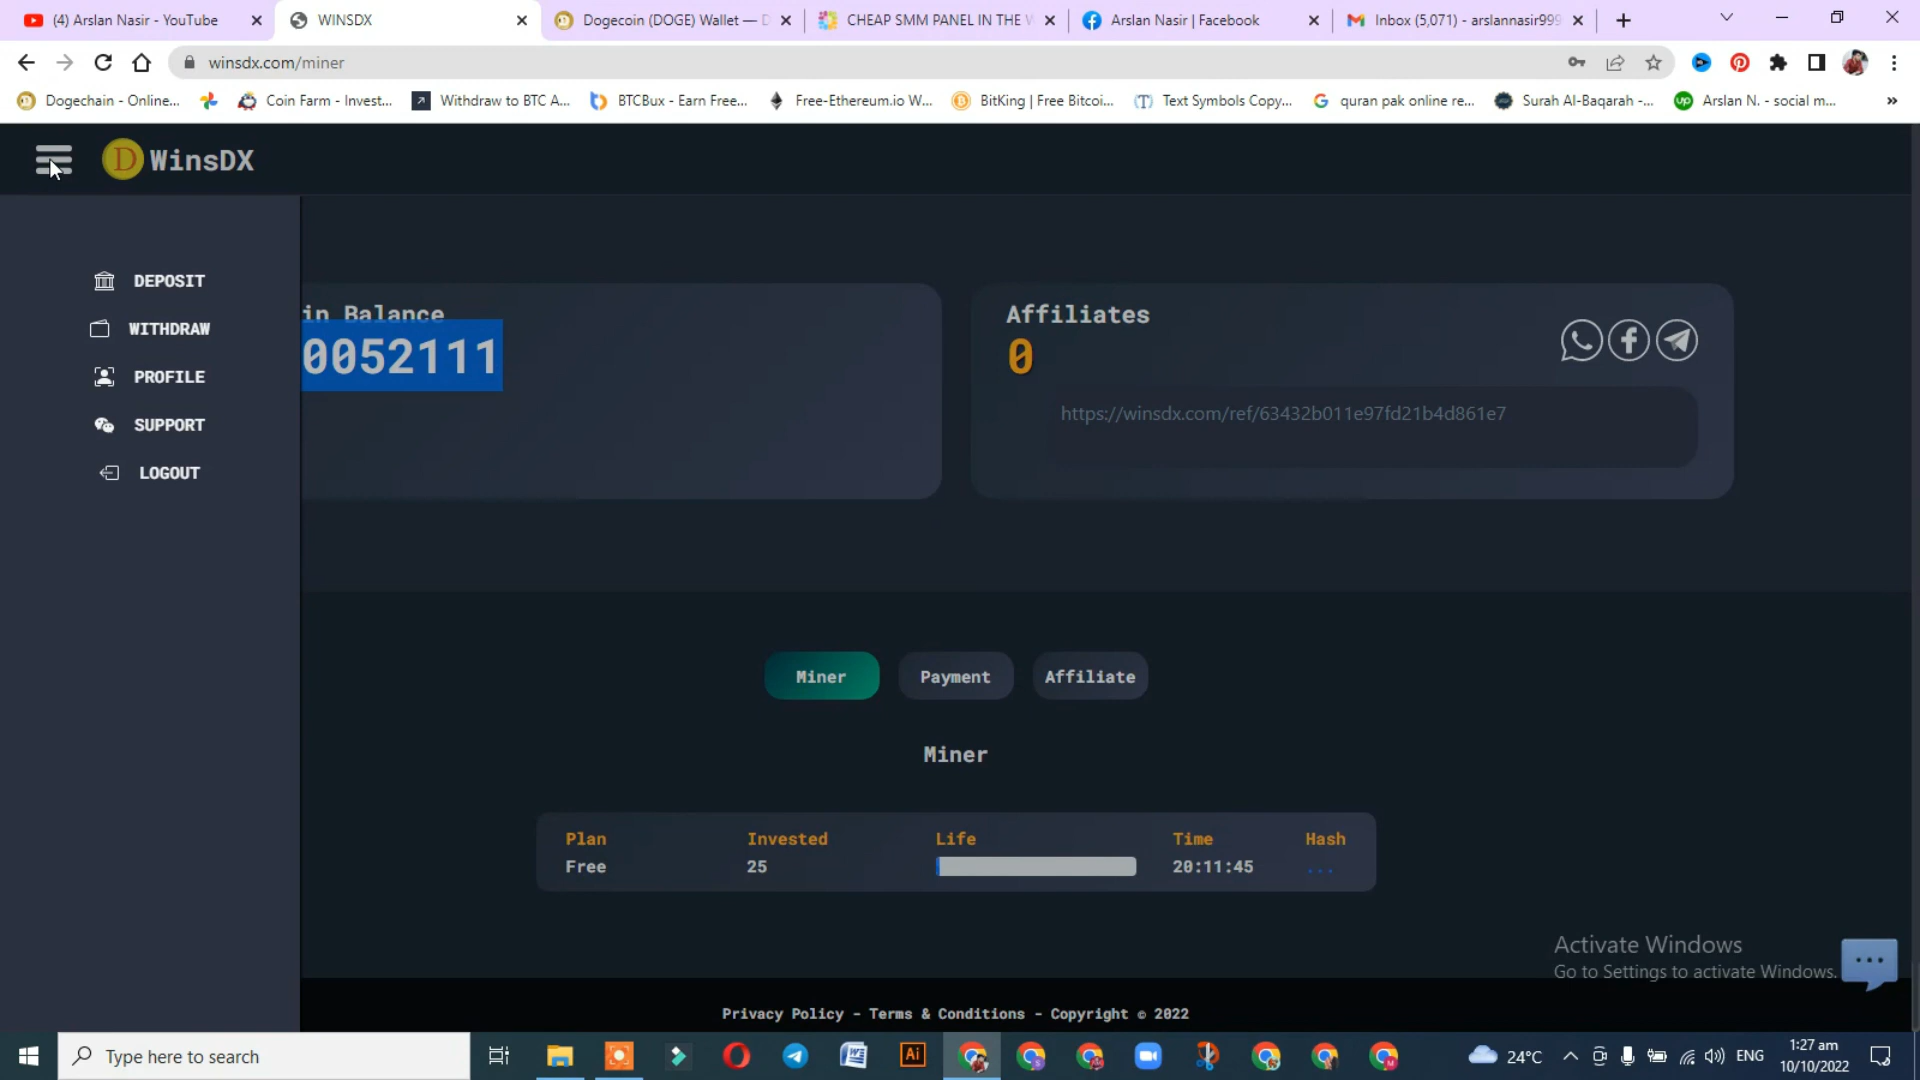 (4) Arslan Nasir - YouTube
WINSDX
Dogecoin (DOGE) Wallet — D
CHEAP SMM PANEL IN THE W
Arslan Nasir | Facebook
Inbox (5,071) - arslannasir999
winsdx.com/miner
Dogechain - Online...
Coin Farm - Invest...
Withdraw to BTC A...
BTCBux - Earn Free...
Free-Ethereum.io W...
BitKing | Free Bitcoi...
Text Symbols Copy...
quran pak online re...
Surah Al-Baqarah -...
Arslan N. - social m...
WinsDX
DEPOSIT
WITHDRAW
PROFILE
SUPPORT
LOGOUT
in Balance
0052111
Affiliates
0
https://winsdx.com/ref/63432b011e97fd21b4d861e7
Miner
Payment
Affiliate
Miner
Plan Invested Life Time Hash
Free 25 20:11:45 ...
Activate Windows
Go to Settings to activate Windows.
Privacy Policy - Terms & Conditions - Copyright © 2022
Type here to search
24°C
ENG
1:27 am
10/10/2022